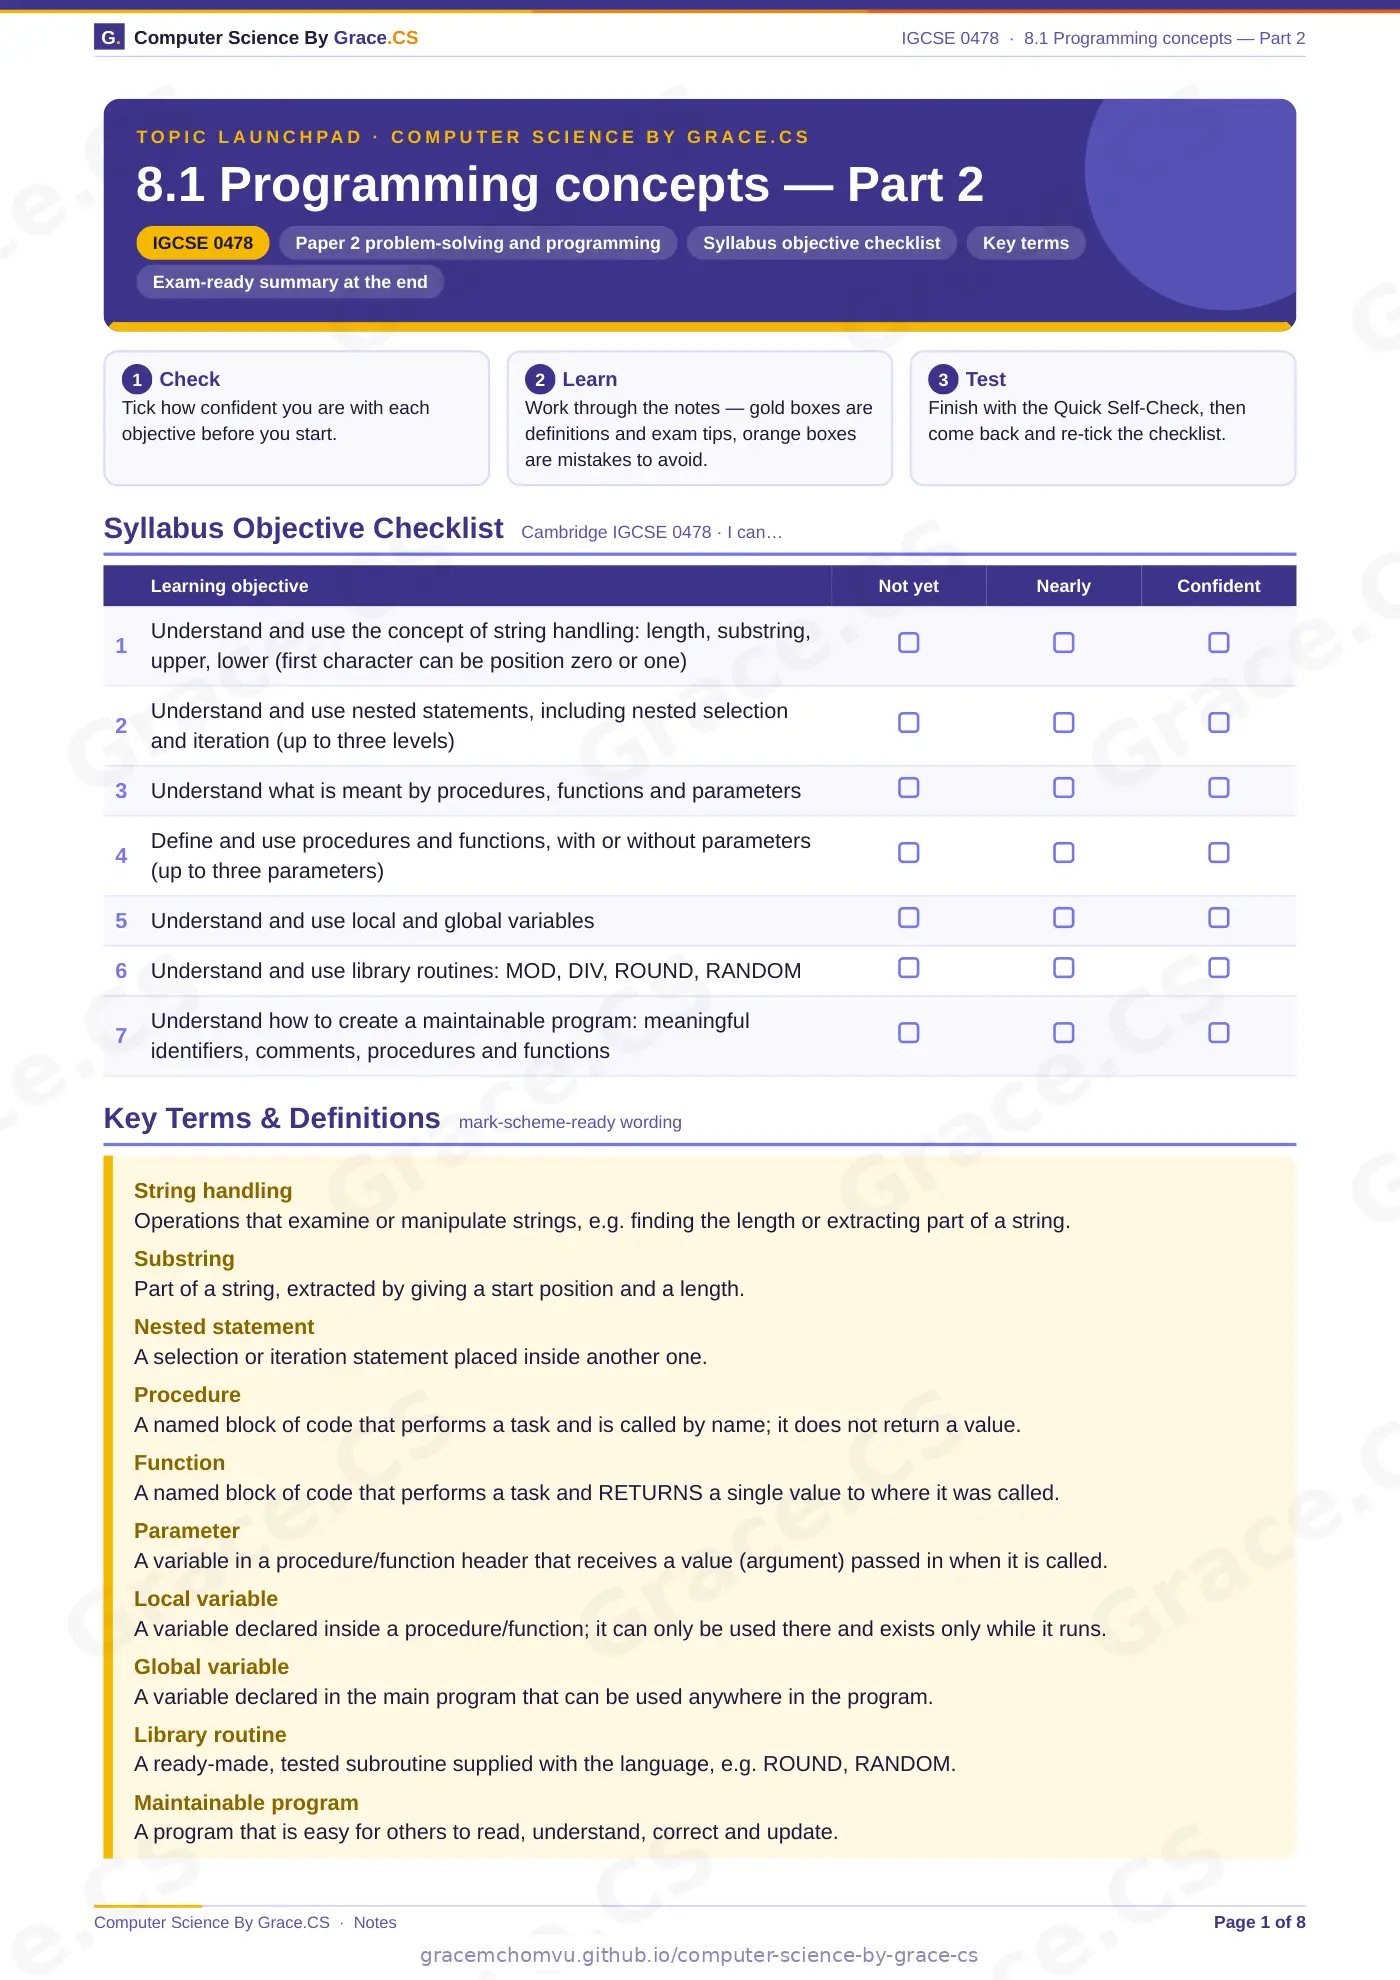 G. Computer Science By Grace.CS
IGCSE 0478 · 8.1 Programming concepts — Part 2
TOPIC LAUNCHPAD · COMPUTER SCIENCE BY GRACE.CS
8.1 Programming concepts — Part 2
IGCSE 0478 Paper 2 problem-solving and programming Syllabus objective checklist Key terms
Exam-ready summary at the end
1 Check
Tick how confident you are with each
objective before you start.
2 Learn
Work through the notes — gold boxes are
definitions and exam tips, orange boxes
are mistakes to avoid.
3 Test
Finish with the Quick Self-Check, then
come back and re-tick the checklist.
Syllabus Objective Checklist Cambridge IGCSE 0478 · I can…
Learning objective Not yet Nearly Confident
1 Understand and use the concept of string handling: length, substring,
upper, lower (first character can be position zero or one)
2 Understand and use nested statements, including nested selection
and iteration (up to three levels)
3 Understand what is meant by procedures, functions and parameters
4 Define and use procedures and functions, with or without parameters
(up to three parameters)
5 Understand and use local and global variables
6 Understand and use library routines: MOD, DIV, ROUND, RANDOM
7 Understand how to create a maintainable program: meaningful
identifiers, comments, procedures and functions
Key Terms & Definitions mark-scheme-ready wording
String handling
Operations that examine or manipulate strings, e.g. finding the length or extracting part of a string.
Substring
Part of a string, extracted by giving a start position and a length.
Nested statement
A selection or iteration statement placed inside another one.
Procedure
A named block of code that performs a task and is called by name; it does not return a value.
Function
A named block of code that performs a task and RETURNS a single value to where it was called.
Parameter
A variable in a procedure/function header that receives a value (argument) passed in when it is called.
Local variable
A variable declared inside a procedure/function; it can only be used there and exists only while it runs.
Global variable
A variable declared in the main program that can be used anywhere in the program.
Library routine
A ready-made, tested subroutine supplied with the language, e.g. ROUND, RANDOM.
Maintainable program
A program that is easy for others to read, understand, correct and update.
Computer Science By Grace.CS · Notes
Page 1 of 8
gracemchomvu.github.io/computer-science-by-grace-cs